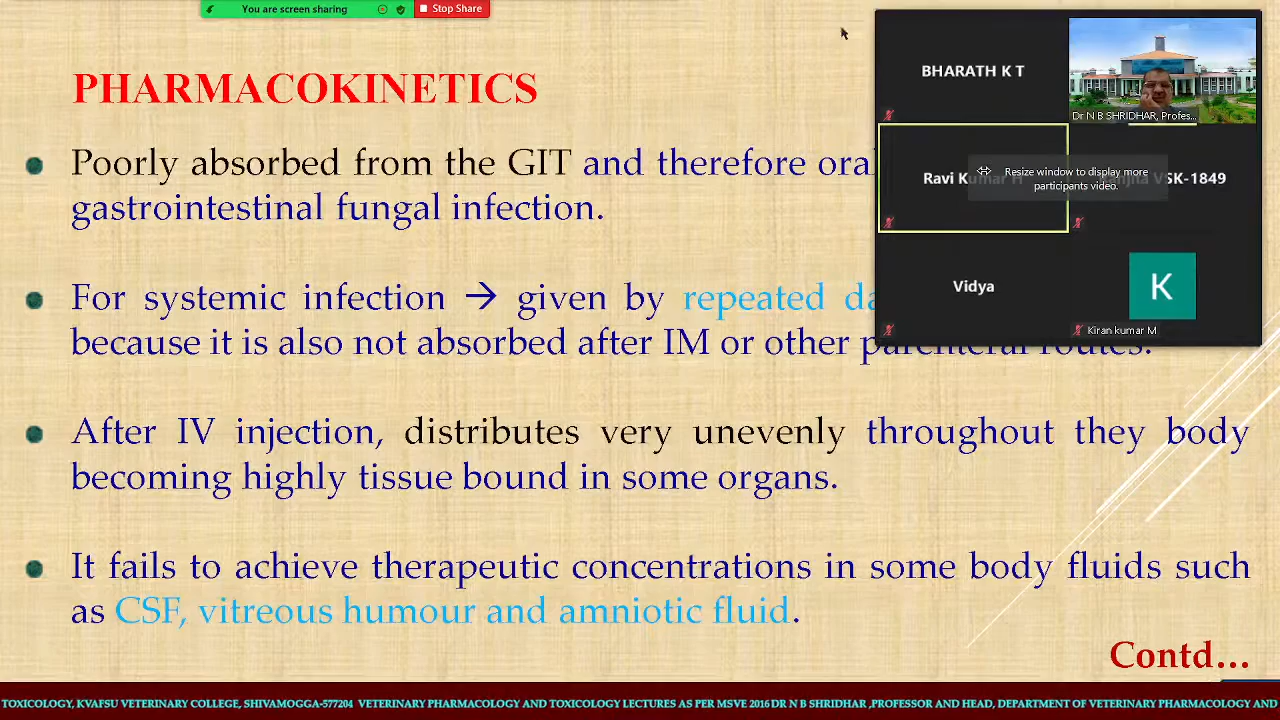 You are screen sharing
Stop Share
PHARMACOKINETICS
Poorly absorbed from the GIT and therefore oral
gastrointestinal fungal infection.
For systemic infection → given by repeated
because it is also not absorbed after IM or other parenteral routes.
After IV injection, distributes very unevenly throughout they body
becoming highly tissue bound in some organs.
It fails to achieve therapeutic concentrations in some body fluids such
as CSF, vitreous humour and amniotic fluid.
Contd...
BHARATH K T
Dr N B SHRIDHAR, Profes...
Ravi
VSK-1849
Resize window to display more
participants video.
Vidya
K
Kiran kumar M
TOXICOLOGY, KVAFSU VETERINARY COLLEGE, SHIVAMOGGA-577204 VETERINARY PHARMACOLOGY AND TOXICOLOGY LECTURES AS PER MSVE 2016 DR N B SHRIDHAR ,PROFESSOR AND HEAD, DEPARTMENT OF VETERINARY PHARMACOLOGY AND